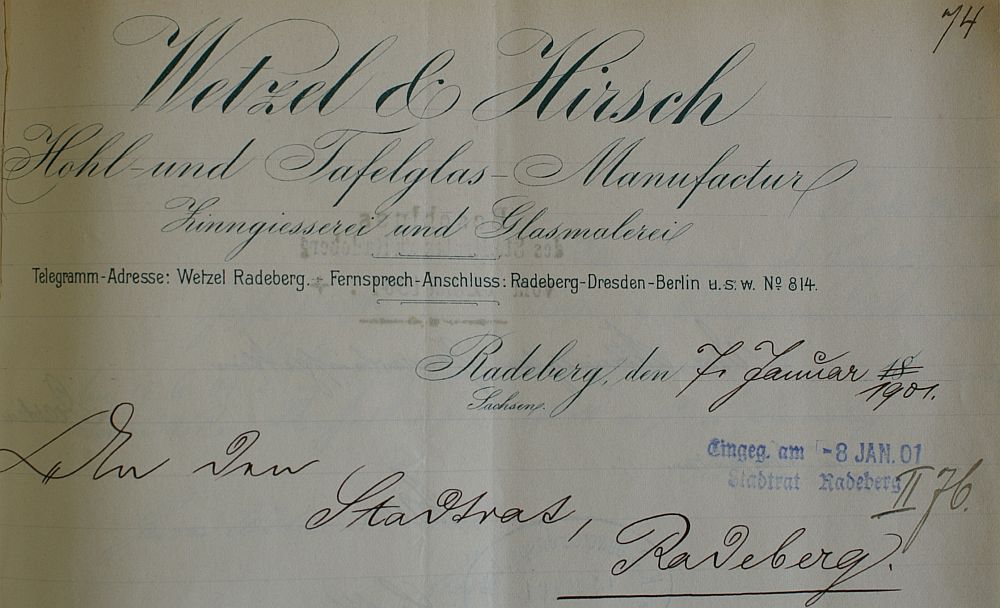 74
Wetzel & Hirsch
Hohl- und Tafelglas-Manufactur
Zinngiesserei und Glasmalerei
Telegramm-Adresse: Wetzel Radeberg. Fernsprech-Anschluss: Radeberg-Dresden-Berlin u.s.w. Nº 814.
Radeberg, den 7. Januar 18
1901.
Sachsen.
Eingeg. am -8 JAN. 01
Stadtrat Radeberg
II 76.
An den
Stadtrat,
Radeberg.